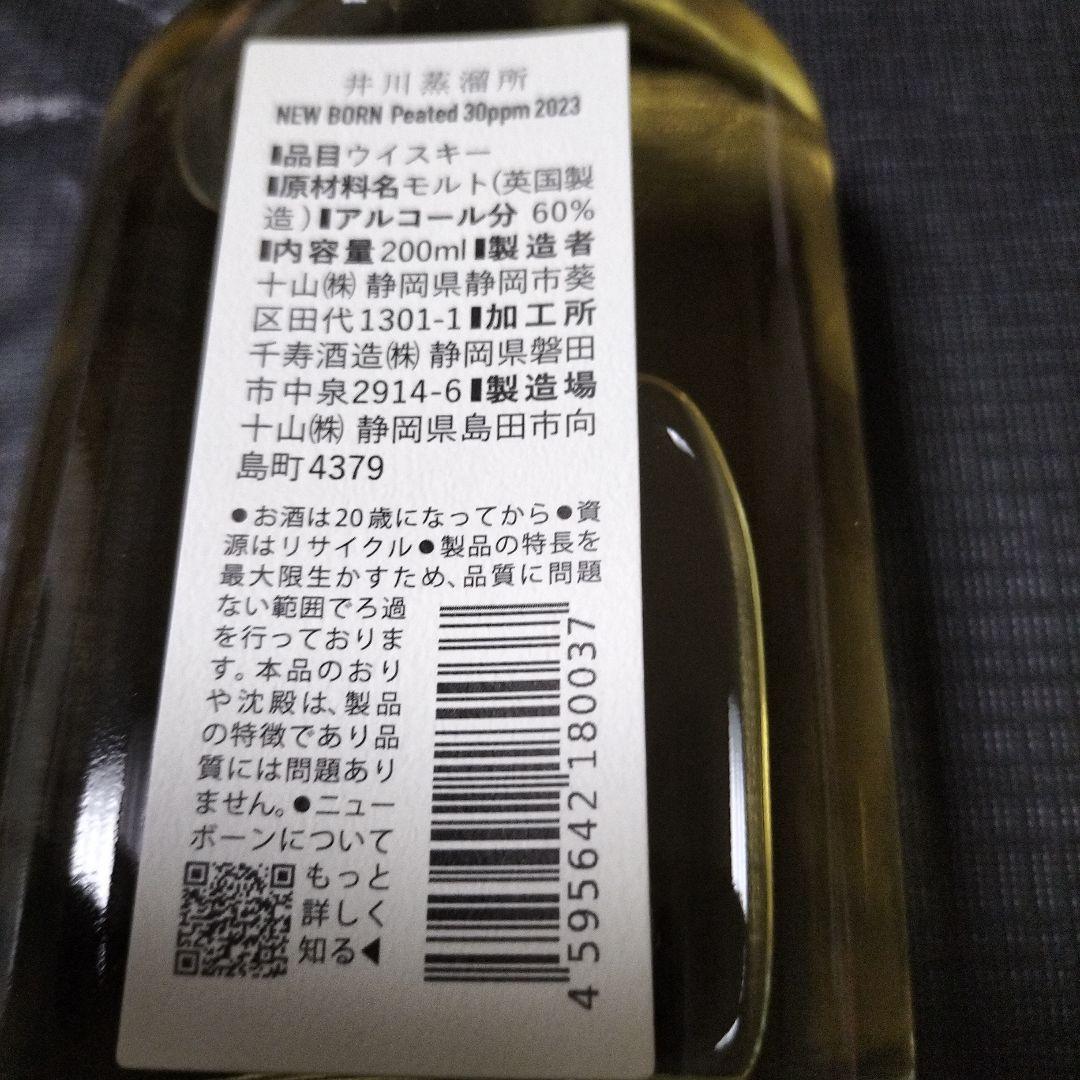 井川蒸溜所
NEW BORN Peated 30ppm 2023
▮品目ウイスキー
▮原材料名モルト(英国製
造)▮アルコール分 60%
▮内容量200ml▮製造者
十山㈱ 静岡県静岡市葵
区田代1301-1▮加工所
千寿酒造㈱ 静岡県磐田
市中泉2914-6▮製造場
十山㈱ 静岡県島田市向
島町4379
●お酒は20歳になってから●資
源はリサイクル●製品の特長を
最大限生かすため、品質に問題
ない範囲でろ過
を行っておりま
す。本品のおり
や沈殿は、製品
の特徴であり品
質には問題あり
ません。●ニュー
ボーンについて
もっと
詳しく
知る◀
4595642180037